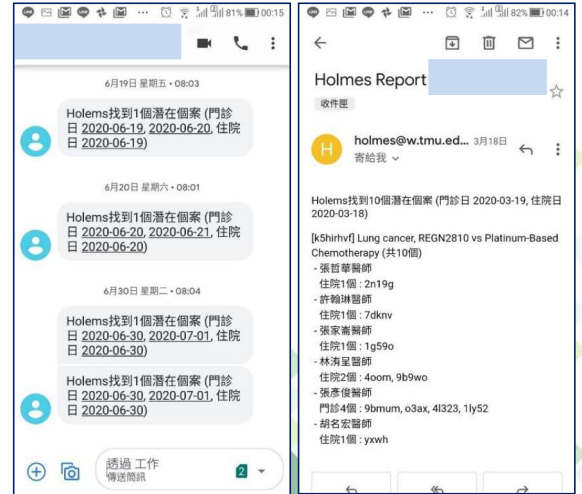 81% 00:15
6月19日 星期五 • 08:03
Holems找到1個潛在個案 (門診
日 2020-06-19, 2020-06-20, 住院
日 2020-06-19)
6月20日 星期六 • 08:01
Holems找到1個潛在個案 (門診
日 2020-06-20, 2020-06-21, 住院
日 2020-06-20)
6月30日 星期二 • 08:04
Holems找到1個潛在個案 (門診
日 2020-06-30, 2020-07-01, 住院
日 2020-06-30)
Holems找到1個潛在個案 (門診
日 2020-06-30, 2020-07-01, 住院
日 2020-06-30)
透過 工作
傳送簡訊
2
82% 00:14
Holmes Report
收件匣
H
holmes@w.tmu.ed... 3月18日
寄給我
Holems找到10個潛在個案 (門診日 2020-03-19, 住院日
2020-03-18)
[k5hirhvf] Lung cancer, REGN2810 vs Platinum-Based
Chemotherapy (共10個)
- 張哲華醫師
住院1個 : 2n19g
- 許翰琳醫師
住院1個 : 7dknv
- 張家崙醫師
住院1個 : 1g59o
- 林洧呈醫師
住院2個 : 4oom, 9b9wo
- 張彥俊醫師
門診4個 : 9bmum, o3ax, 4l323, 1ly52
- 胡名宏醫師
住院1個 : yxwh